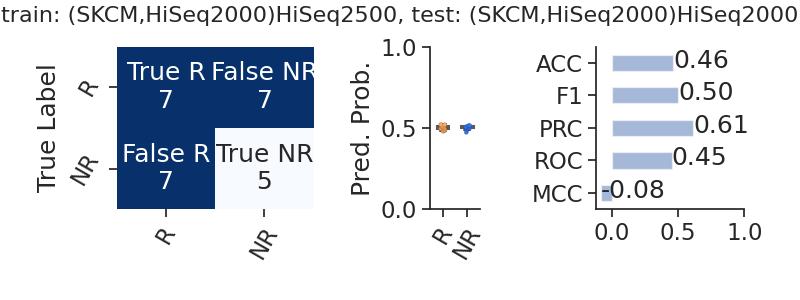 train: (SKCM,HiSeq2000)HiSeq2500, test: (SKCM,HiSeq2000)HiSeq2000
True Label
R
NR
True R
7
False NR
7
False R
7
True NR
5
R
NR
Pred. Prob.
1.0
0.5
0.0
R
NR
ACC
0.46
F1
0.50
PRC
0.61
ROC
0.45
MCC
-0.08
0.0
0.5
1.0